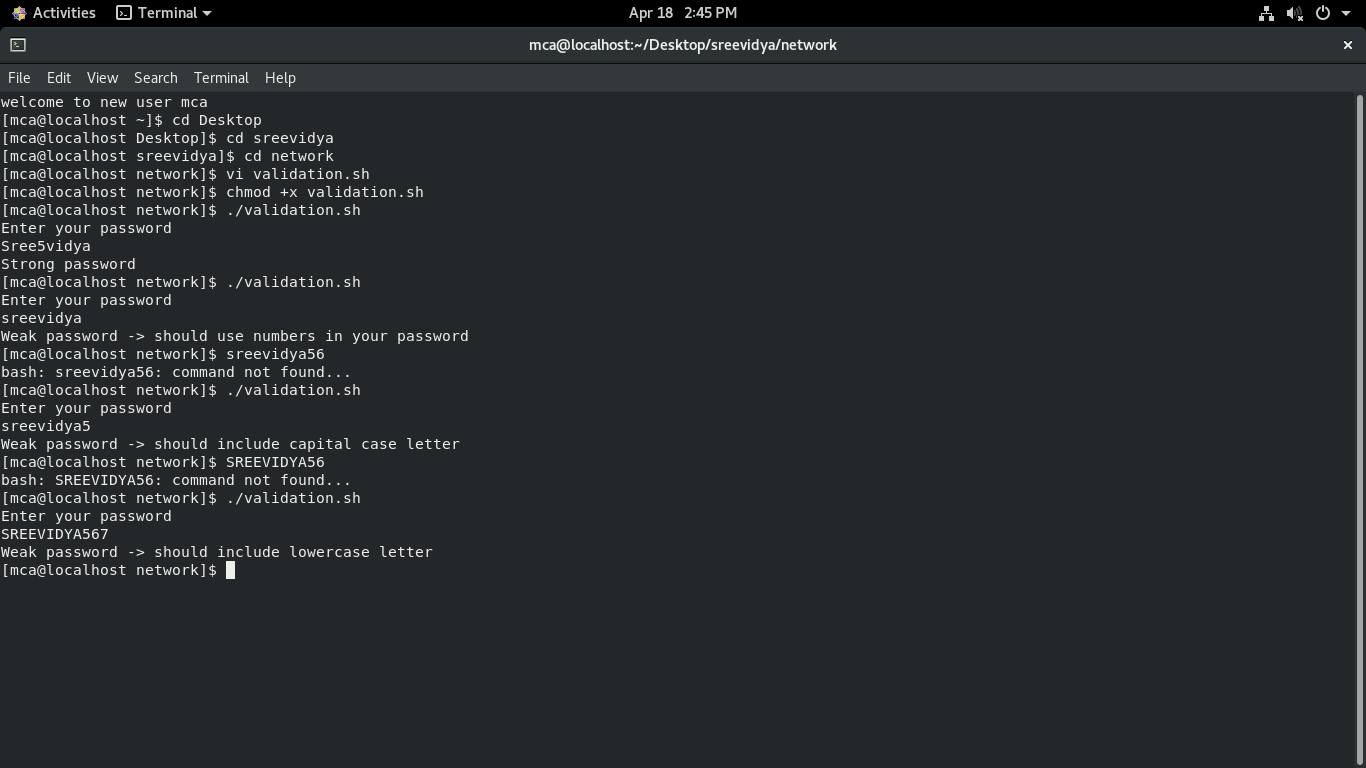 Activities Terminal Apr 18 2:45 PM
mca@localhost:~/Desktop/sreevidya/network
File Edit View Search Terminal Help
welcome to new user mca
[mca@localhost ~]$ cd Desktop
[mca@localhost Desktop]$ cd sreevidya
[mca@localhost sreevidya]$ cd network
[mca@localhost network]$ vi validation.sh
[mca@localhost network]$ chmod +x validation.sh
[mca@localhost network]$ ./validation.sh
Enter your password
Sree5vidya
Strong password
[mca@localhost network]$ ./validation.sh
Enter your password
sreevidya
Weak password -> should use numbers in your password
[mca@localhost network]$ sreevidya56
bash: sreevidya56: command not found...
[mca@localhost network]$ ./validation.sh
Enter your password
sreevidya5
Weak password -> should include capital case letter
[mca@localhost network]$ SREEVIDYA56
bash: SREEVIDYA56: command not found...
[mca@localhost network]$ ./validation.sh
Enter your password
SREEVIDYA567
Weak password -> should include lowercase letter
[mca@localhost network]$